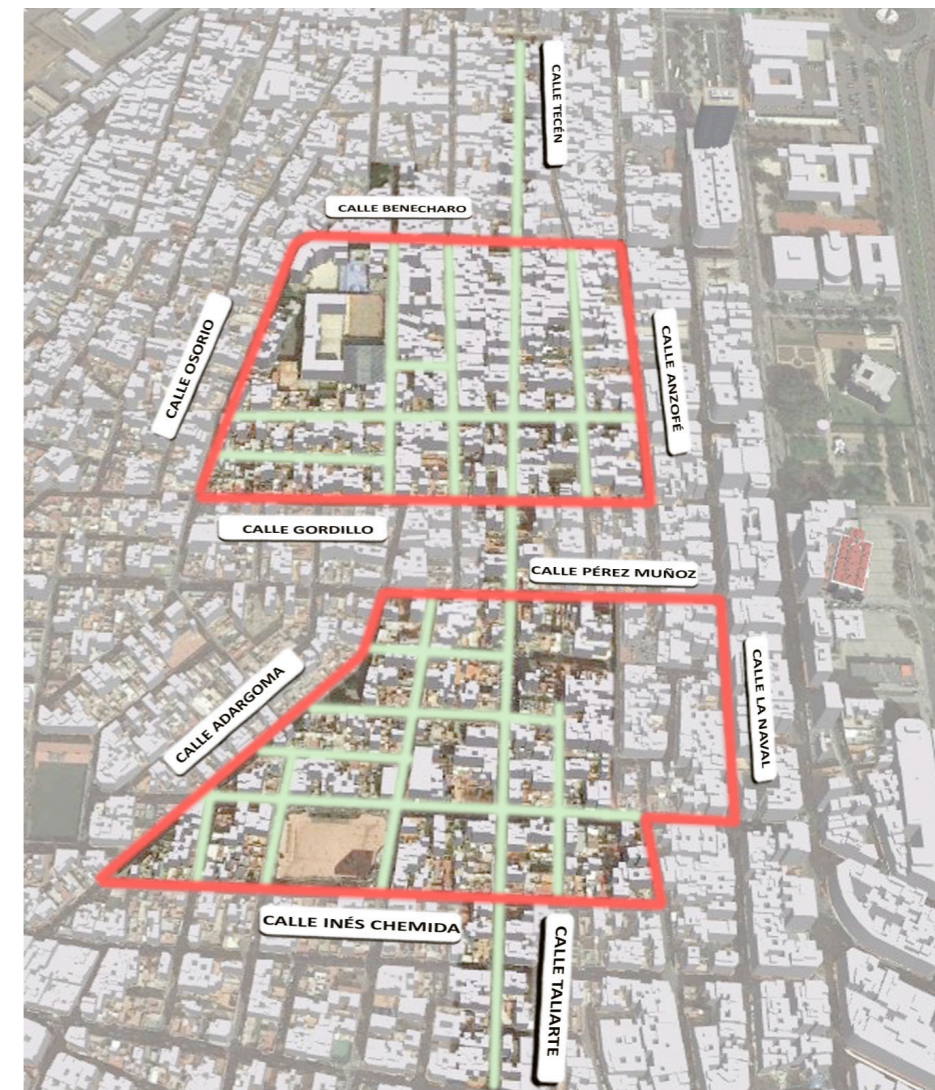 CALLE TECÉN
CALLE BENECHARO
CALLE OSORIO
CALLE ANZOFÉ
CALLE GORDILLO
CALLE PÉREZ MUÑOZ
CALLE ADARGOMA
CALLE LA NAVAL
CALLE INÉS CHEMIDA
CALLE TALIARTE